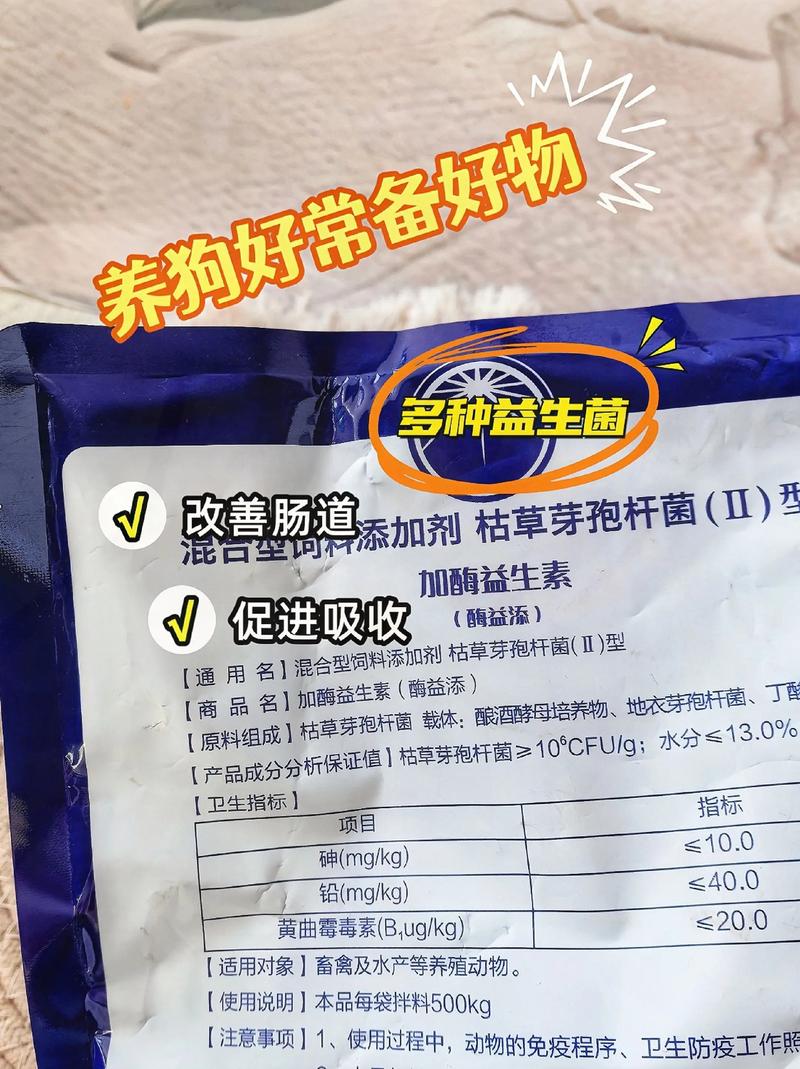 养狗好常备好物
多种益生菌
改善肠道
混合型饲料添加剂 枯草芽孢杆菌(Ⅱ)型
加酶益生素
(酶益添)
促进吸收
【通用名】混合型饲料添加剂 枯草芽孢杆菌(Ⅱ)型
【商品名】加酶益生素(酶益添)
【原料组成】枯草芽孢杆菌 载体：酿酒酵母培养物、地衣芽孢杆菌、丁酸
【产品成分分析保证值】枯草芽孢杆菌≥10⁶CFU/g；水分≤13.0%
【卫生指标】
项目 指标
砷(mg/kg) ≤10.0
铅(mg/kg) ≤40.0
黄曲霉毒素(B₁ug/kg) ≤20.0
【适用对象】畜禽及水产等养殖动物。
【使用说明】本品每袋拌料500kg
【注意事项】1、使用过程中，动物的免疫程序、卫生防疫工作照